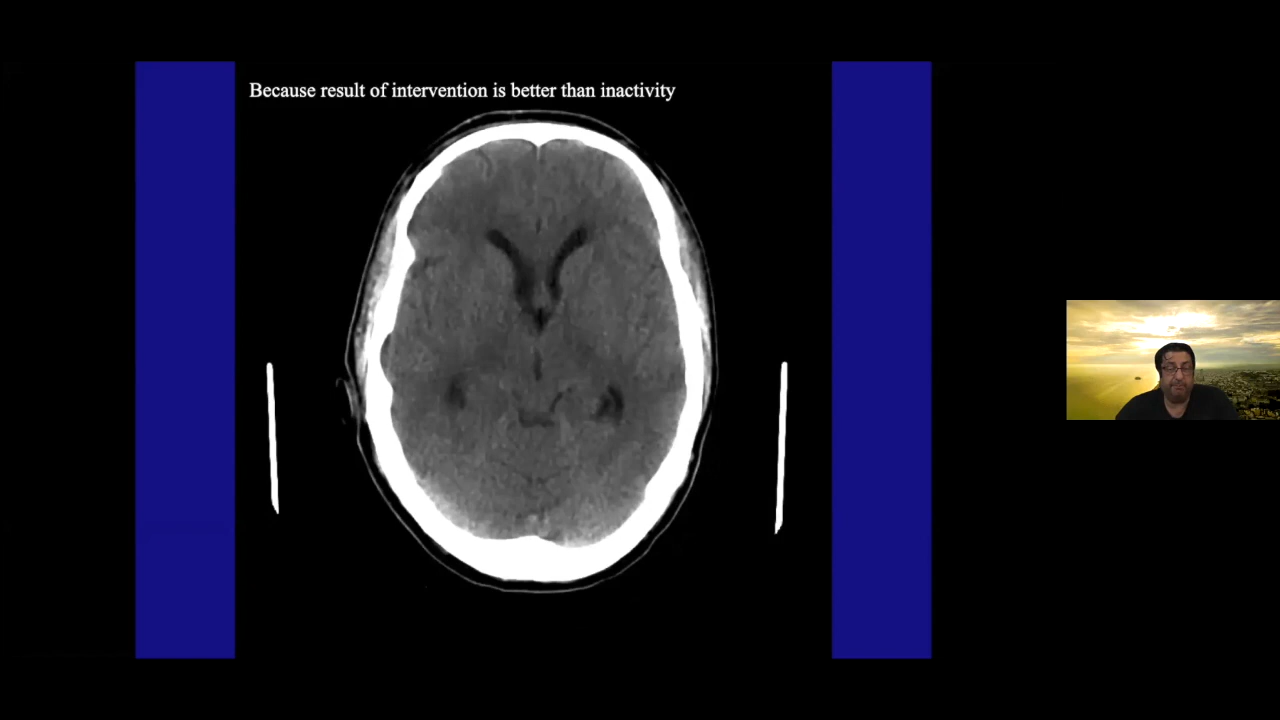 Because result of intervention is better than inactivity